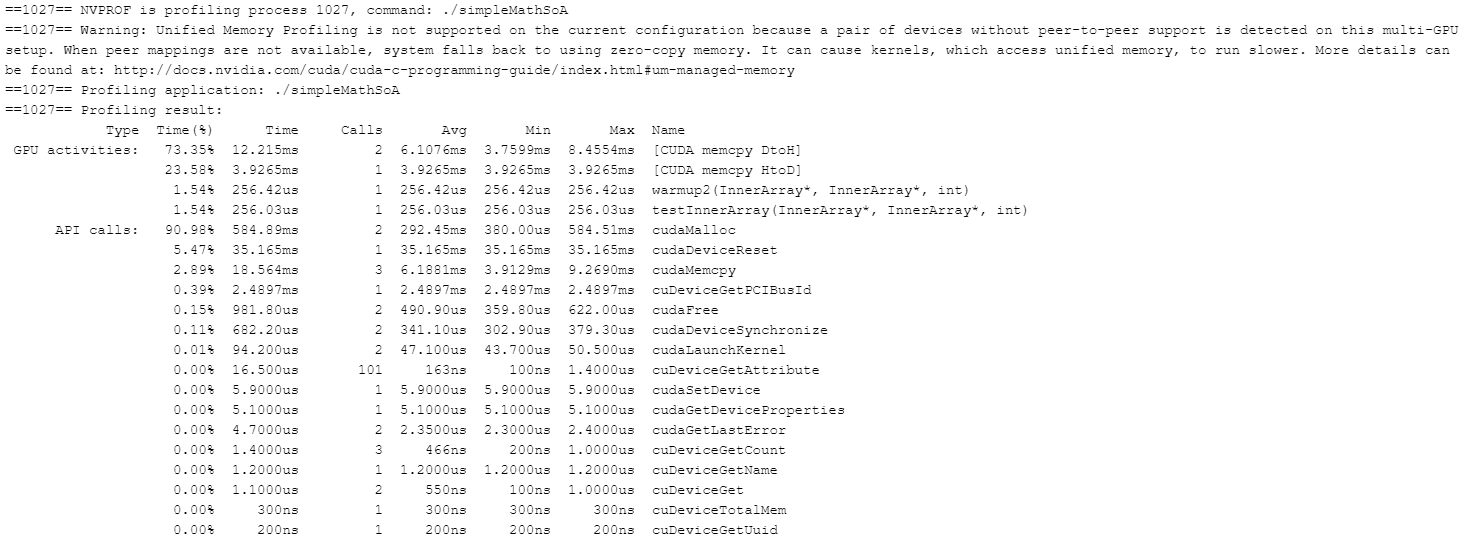 ==1027== NVPROF is profiling process 1027, command: ./simpleMathSoA
==1027== Warning: Unified Memory Profiling is not supported on the current configuration because a pair of devices without peer-to-peer support is detected on this multi-GPU
setup. When peer mappings are not available, system falls back to using zero-copy memory. It can cause kernels, which access unified memory, to run slower. More details can
be found at: http://docs.nvidia.com/cuda/cuda-c-programming-guide/index.html#um-managed-memory
==1027== Profiling application: ./simpleMathSoA
==1027== Profiling result:
            Type  Time(%)      Time     Calls       Avg       Min       Max  Name
 GPU activities:   73.35%  12.215ms         2  6.1076ms  3.7599ms  8.4554ms  [CUDA memcpy DtoH]
                   23.58%  3.9265ms         1  3.9265ms  3.9265ms  3.9265ms  [CUDA memcpy HtoD]
                    1.54%  256.42us         1  256.42us  256.42us  256.42us  warmup2(InnerArray*, InnerArray*, int)
                    1.54%  256.03us         1  256.03us  256.03us  256.03us  testInnerArray(InnerArray*, InnerArray*, int)
      API calls:   90.98%  584.89ms         2  292.45ms  380.00us  584.51ms  cudaMalloc
                    5.47%  35.165ms         1  35.165ms  35.165ms  35.165ms  cudaDeviceReset
                    2.89%  18.564ms         3  6.1881ms  3.9129ms  9.2690ms  cudaMemcpy
                    0.39%  2.4897ms         1  2.4897ms  2.4897ms  2.4897ms  cuDeviceGetPCIBusId
                    0.15%  981.80us         2  490.90us  359.80us  622.00us  cudaFree
                    0.11%  682.20us         2  341.10us  302.90us  379.30us  cudaDeviceSynchronize
                    0.01%  94.200us         2  47.100us  43.700us  50.500us  cudaLaunchKernel
                    0.00%  16.500us       101     163ns     100ns  1.4000us  cuDeviceGetAttribute
                    0.00%  5.9000us         1  5.9000us  5.9000us  5.9000us  cudaSetDevice
                    0.00%  5.1000us         1  5.1000us  5.1000us  5.1000us  cudaGetDeviceProperties
                    0.00%  4.7000us         2  2.3500us  2.3000us  2.4000us  cudaGetLastError
                    0.00%  1.4000us         3     466ns     200ns  1.0000us  cuDeviceGetCount
                    0.00%  1.2000us         1  1.2000us  1.2000us  1.2000us  cuDeviceGetName
                    0.00%  1.1000us         2     550ns     100ns  1.0000us  cuDeviceGet
                    0.00%     300ns         1     300ns     300ns     300ns  cuDeviceTotalMem
                    0.00%     200ns         1     200ns     200ns     200ns  cuDeviceGetUuid